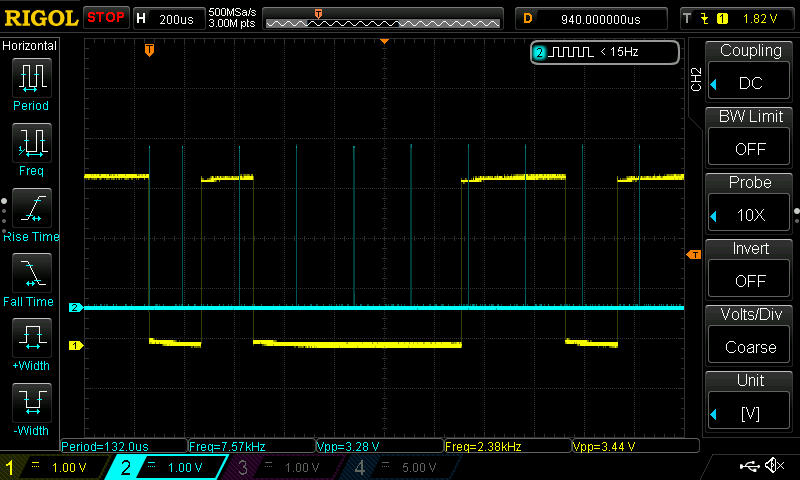 RIGOL STOP H 200us 500MSa/s 3.00M pts D 940.000000us T 1 1.82 V
Horizontal
Period
Freq
Rise Time
Fall Time
+Width
-Width
T
2 < 15Hz
T
2
1
CH2
Coupling
DC
BW Limit
OFF
Probe
10X
Invert
OFF
Volts/Div
Coarse
Unit
[V]
Period=132.0us Freq=7.57kHz Vpp=3.28 V Freq=2.38kHz Vpp=3.44 V
1 1.00 V 2 1.00 V 3 1.00 V 4 5.00 V